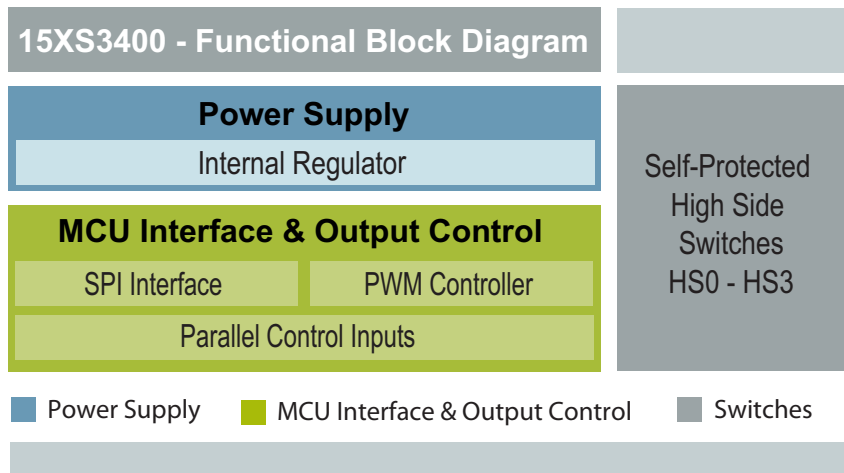 15XS3400 - Functional Block Diagram
Power Supply
Internal Regulator
MCU Interface & Output Control
SPI Interface
PWM Controller
Parallel Control Inputs
Self-Protected
High Side
Switches
HS0 - HS3
Power Supply
MCU Interface & Output Control
Switches